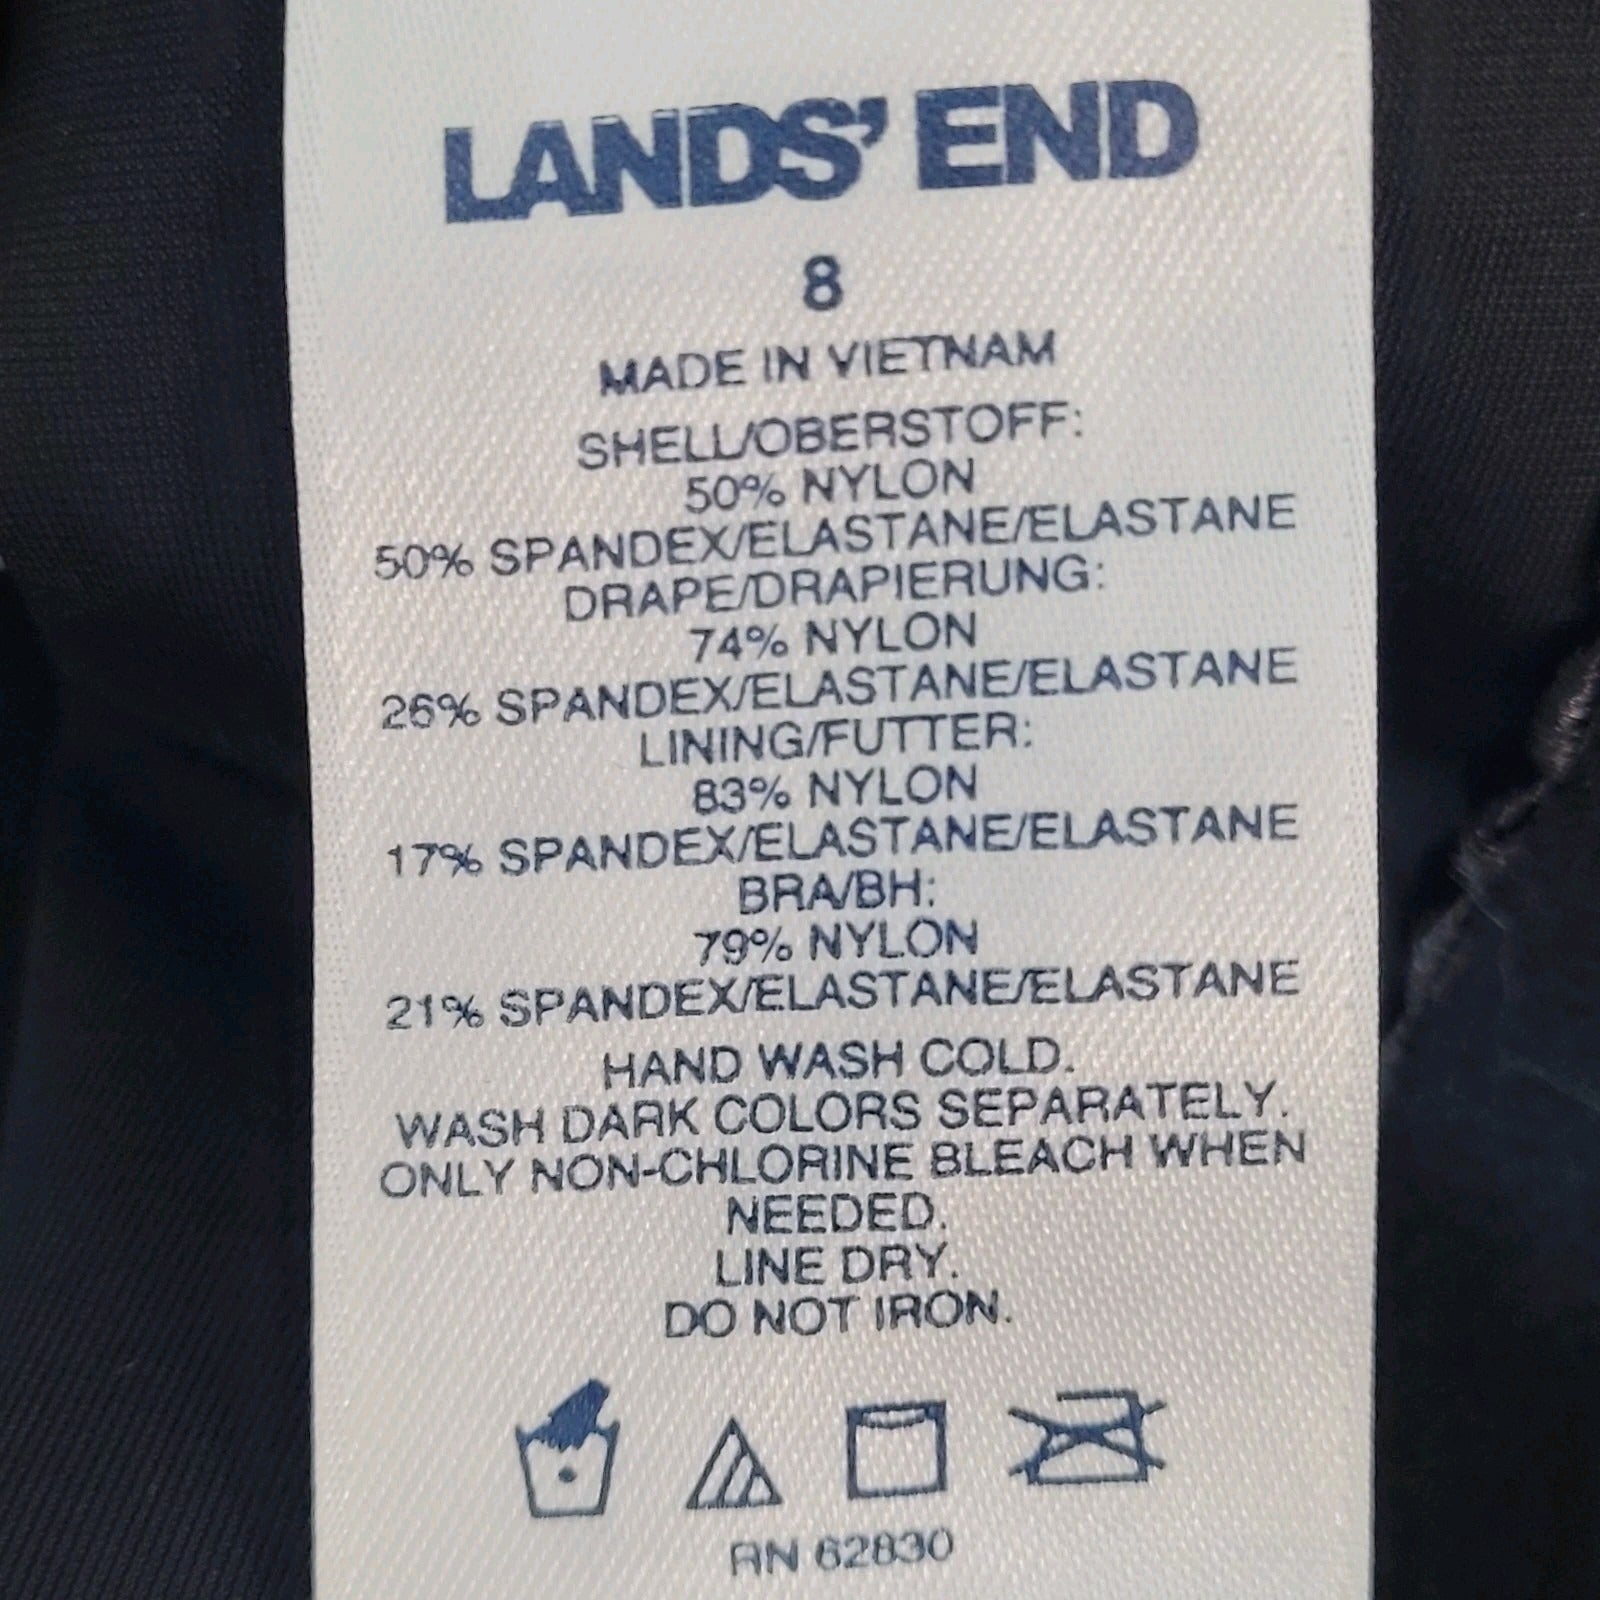 LANDS' END
8
MADE IN VIETNAM
SHELL/OBERSTOFF:
50% NYLON
50% SPANDEX/ELASTANE/ELASTANE
DRAPE/DRAPIERUNG:
74% NYLON
26% SPANDEX/ELASTANE/ELASTANE
LINING/FUTTER:
83% NYLON
17% SPANDEX/ELASTANE/ELASTANE
BRA/BH:
79% NYLON
21% SPANDEX/ELASTANE/ELASTANE
HAND WASH COLD.
WASH DARK COLORS SEPARATELY.
ONLY NON-CHLORINE BLEACH WHEN
NEEDED.
LINE DRY.
DO NOT IRON.
RN 62830